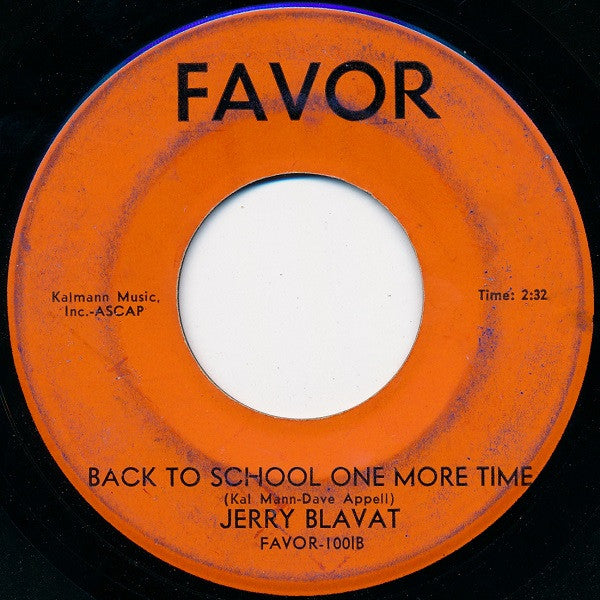 FAVOR
Kalmann Music,
Inc.-ASCAP
Time: 2:32
BACK TO SCHOOL ONE MORE TIME
(Kal Mann-Dave Appell)
JERRY BLAVAT
FAVOR-1001B